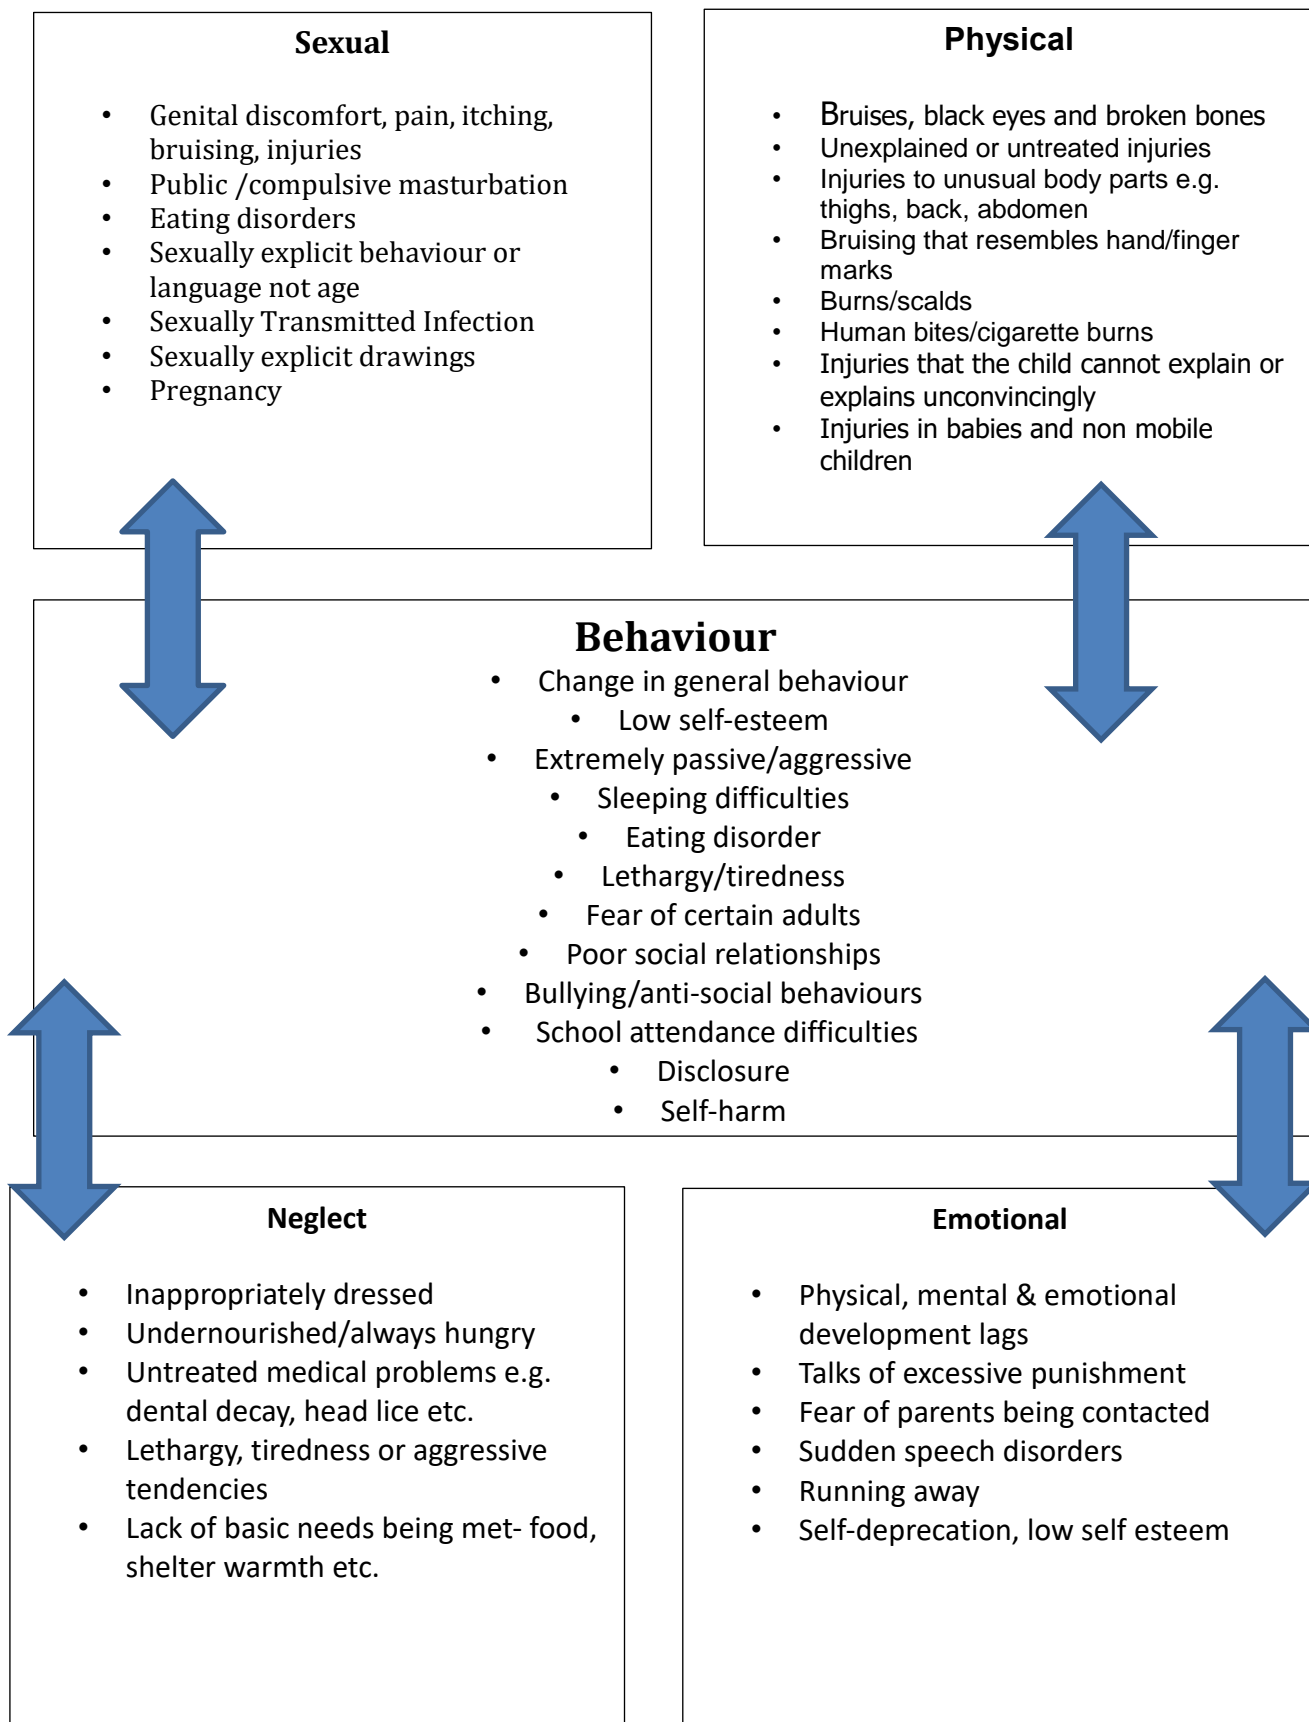 Sexual
• Genital discomfort, pain, itching,
bruising, injuries
• Public /compulsive masturbation
• Eating disorders
• Sexually explicit behaviour or
language not age
• Sexually Transmitted Infection
• Sexually explicit drawings
• Pregnancy
Physical
• Bruises, black eyes and broken bones
• Unexplained or untreated injuries
• Injuries to unusual body parts e.g.
thighs, back, abdomen
• Bruising that resembles hand/finger
marks
• Burns/scalds
• Human bites/cigarette burns
• Injuries that the child cannot explain or
explains unconvincingly
• Injuries in babies and non mobile
children
Behaviour
• Change in general behaviour
• Low self-esteem
• Extremely passive/aggressive
• Sleeping difficulties
• Eating disorder
• Lethargy/tiredness
• Fear of certain adults
• Poor social relationships
• Bullying/anti-social behaviours
• School attendance difficulties
• Disclosure
• Self-harm
Neglect
• Inappropriately dressed
• Undernourished/always hungry
• Untreated medical problems e.g.
dental decay, head lice etc.
• Lethargy, tiredness or aggressive
tendencies
• Lack of basic needs being met- food,
shelter warmth etc.
Emotional
• Physical, mental & emotional
development lags
• Talks of excessive punishment
• Fear of parents being contacted
• Sudden speech disorders
• Running away
• Self-deprecation, low self esteem